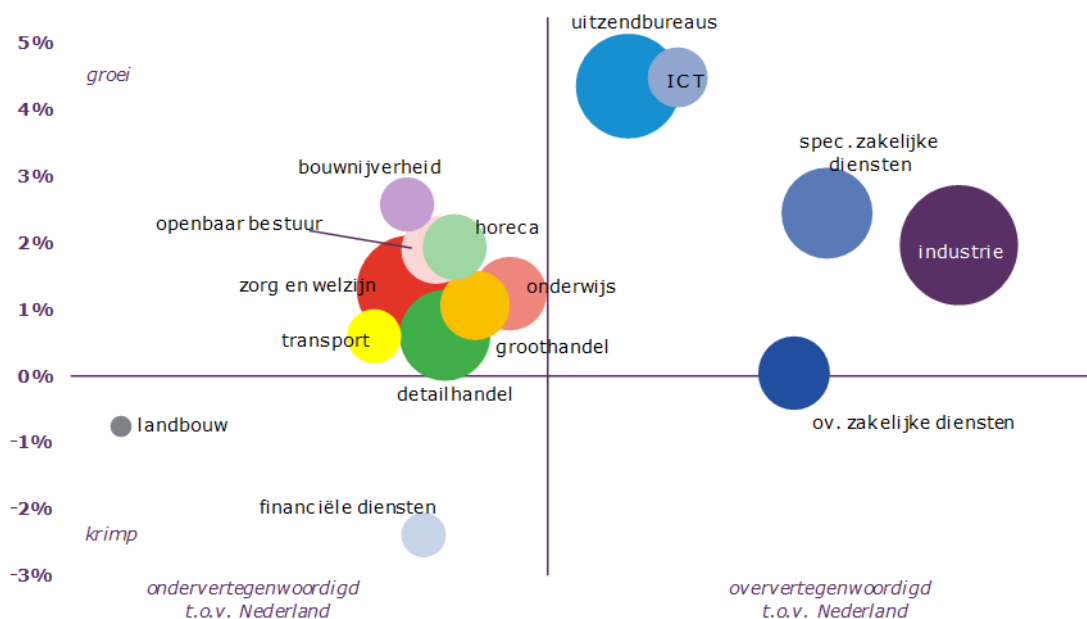 uitzendbureaus
5%
groei
ICT
4%
spec. zakelijke
diensten
3%
bouwnijverheid
openbaar bestuur
horeca
2%
industrie
zorg en welzijn
onderwijs
1%
transport
groothandel
0%
detailhandel
landbouw
ov. zakelijke diensten
-1%
financiële diensten
-2%
krimp
-3%
ondervertegenwoordigd
t.o.v. Nederland
oververtegenwoordigd
t.o.v. Nederland